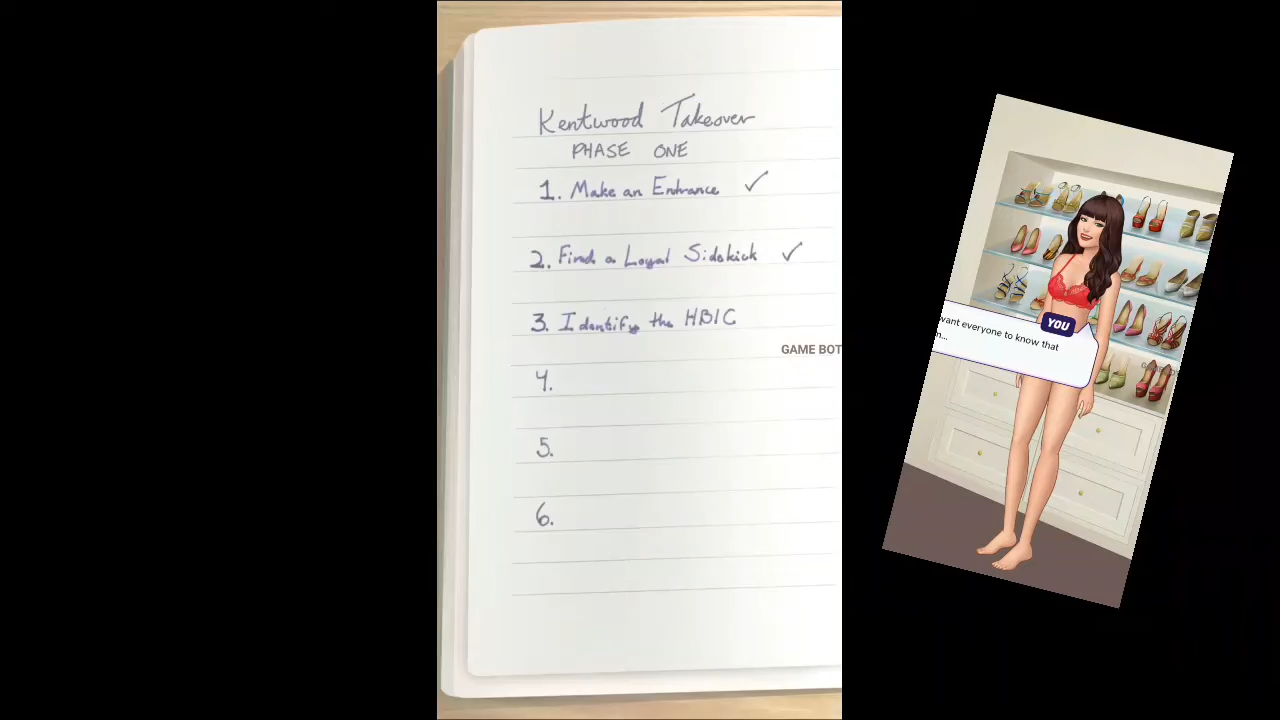 Kentwood Takeover
PHASE ONE
1. Make an Entrance ✓
2. Find a Loyal Sidekick ✓
3. Identify the HBIC
GAME BOT
4.
5.
6.
YOU
want everyone to know that
n...